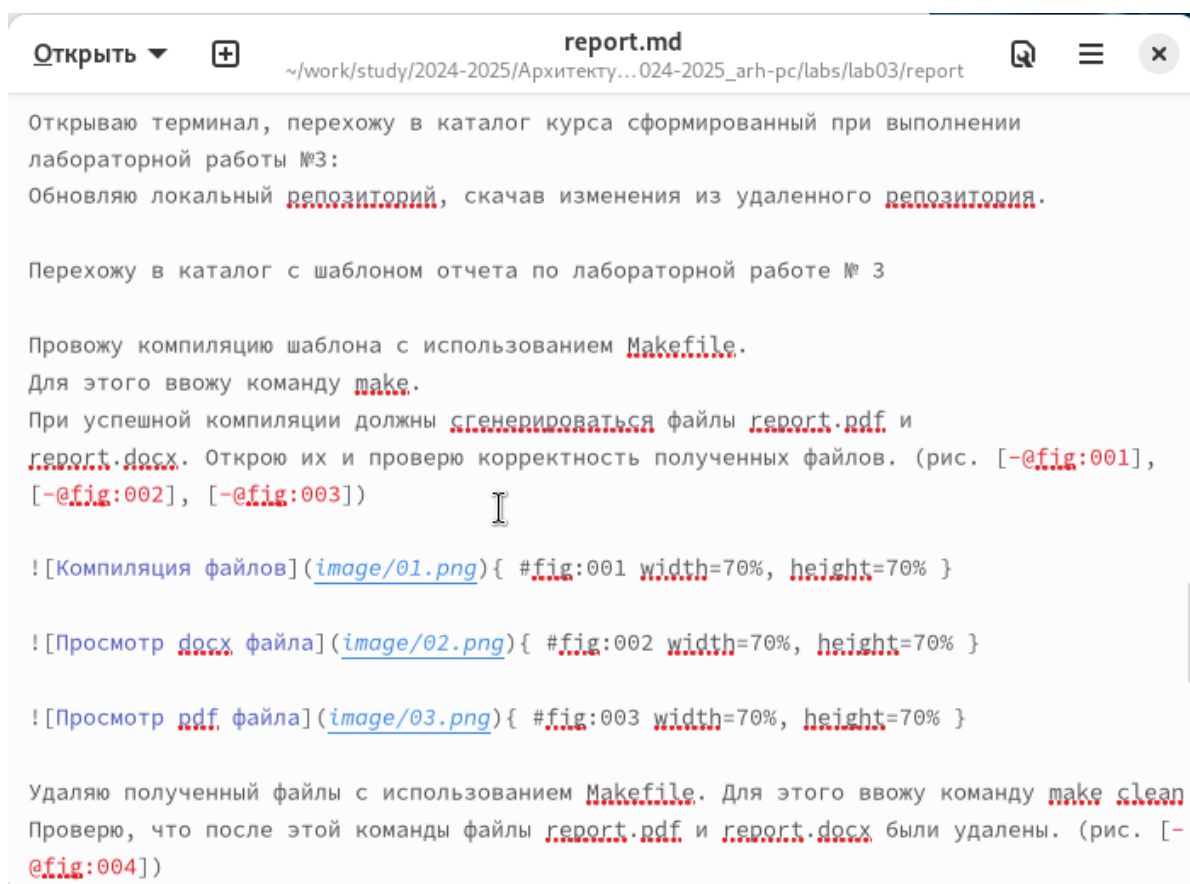 Открыть
report.md
~/work/study/2024-2025/Архитекту…024-2025_arh-pc/labs/lab03/report
Открываю терминал, перехожу в каталог курса сформированный при выполнении
лабораторной работы №3:
Обновляю локальный репозиторий, скачав изменения из удаленного репозитория.
Перехожу в каталог с шаблоном отчета по лабораторной работе № 3
Провожу компиляцию шаблона с использованием Makefile.
Для этого ввожу команду make.
При успешной компиляции должны сгенерироваться файлы report.pdf и
report.docx. Открою их и проверю корректность полученных файлов. (рис. [-@fig:001],
[-@fig:002], [-@fig:003])
![Компиляция файлов](image/01.png){ #fig:001 width=70%, height=70% }
![Просмотр docx файла](image/02.png){ #fig:002 width=70%, height=70% }
![Просмотр pdf файла](image/03.png){ #fig:003 width=70%, height=70% }
Удаляю полученный файлы с использованием Makefile. Для этого ввожу команду make clean
Проверю, что после этой команды файлы report.pdf и report.docx были удалены. (рис. [-
@fig:004])